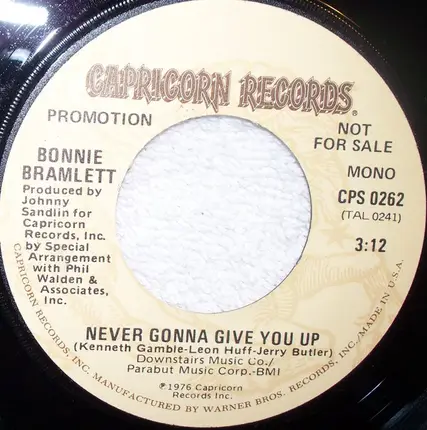 CAPRICORN RECORDS®
PROMOTION
NOT
FOR SALE
BONNIE
BRAMLETT
MONO
Produced by
Johnny
Sandlin for
Capricorn
Records, Inc.
by Special
Arrangement
with Phil
Walden &
Associates,
Inc.
CPS 0262
(TAL 0241)
3:12
NEVER GONNA GIVE YOU UP
(Kenneth Gamble-Leon Huff-Jerry Butler)
Downstairs Music Co./
Parabut Music Corp.-BMI
℗1976 Capricorn
Records Inc.
CAPRICORN RECORDS, INC. MANUFACTURED BY WARNER BROS. RECORDS, INC./MADE IN U.S.A.